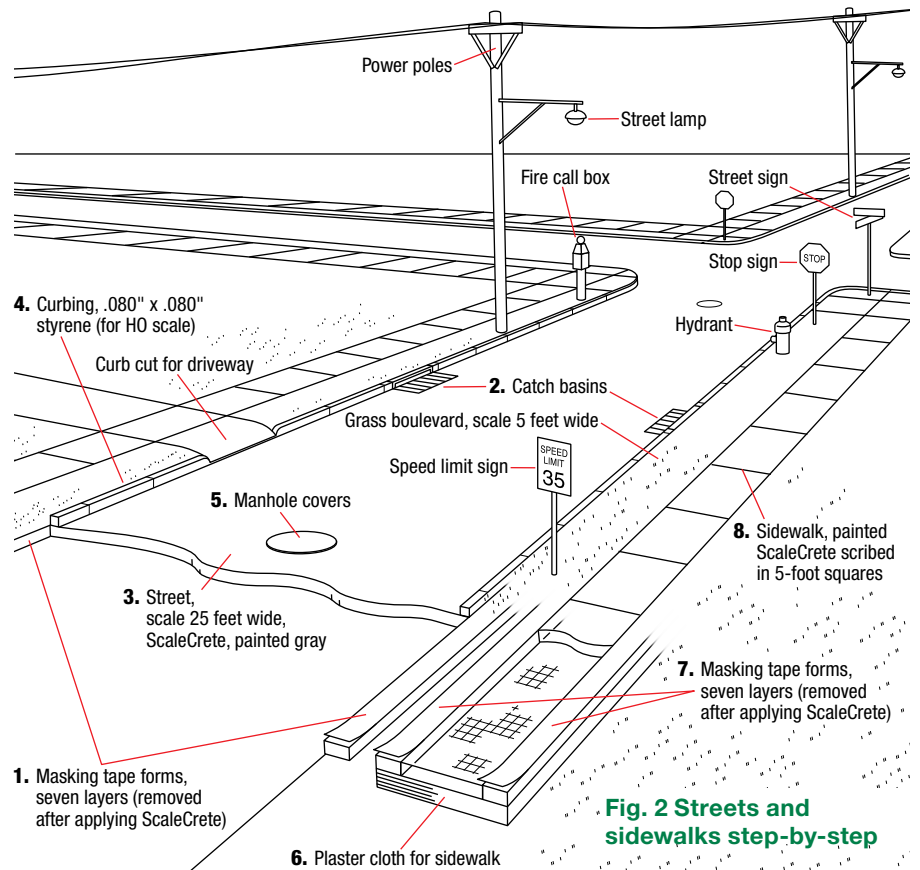 Power poles
Street lamp
Fire call box
Street sign
Stop sign
STOP
4. Curbing, .080" x .080"
styrene (for HO scale)
Hydrant
Curb cut for driveway
2. Catch basins
Grass boulevard, scale 5 feet wide
Speed limit sign
SPEED
LIMIT
35
5. Manhole covers
8. Sidewalk, painted
ScaleCrete scribed
in 5-foot squares
3. Street,
scale 25 feet wide,
ScaleCrete, painted gray
7. Masking tape forms,
seven layers (removed
after applying ScaleCrete)
1. Masking tape forms,
seven layers (removed
after applying ScaleCrete)
6. Plaster cloth for sidewalk
Fig. 2 Streets and
sidewalks step-by-step